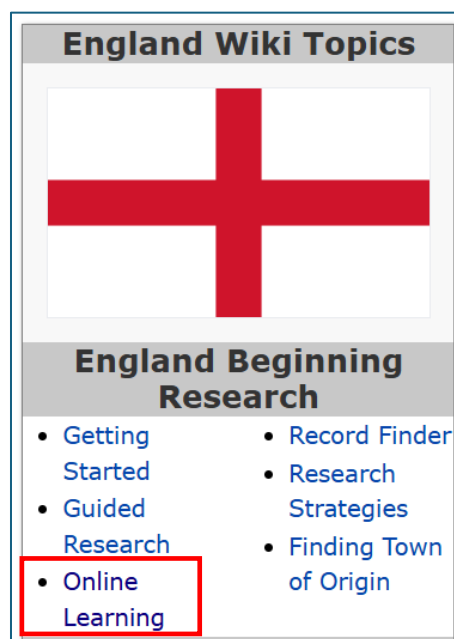 England Wiki Topics
England Beginning
Research
Getting
Started
Guided
Research
Online
Learning
Record Finder
Research
Strategies
Finding Town
of Origin